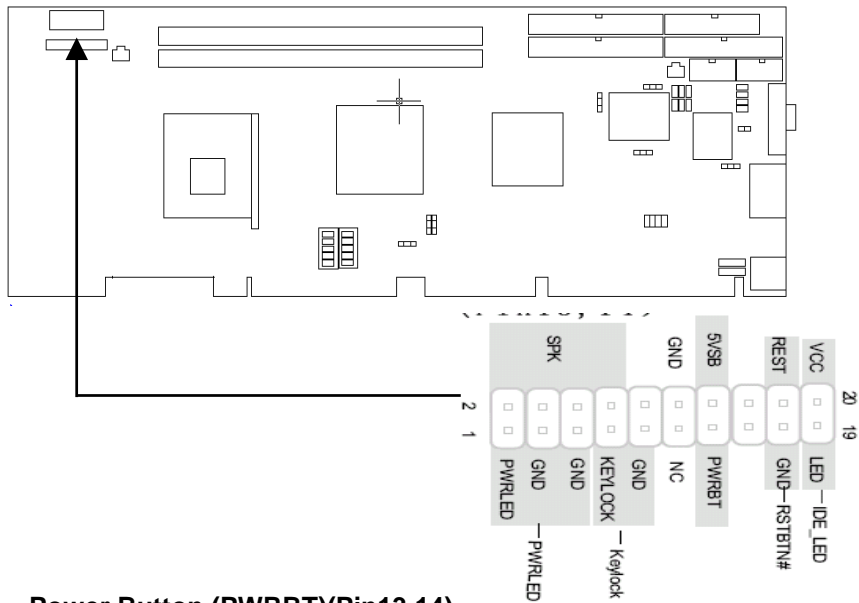 SPK
GND
5VSB
REST
VCC
2
1
20
19
PWRLED
GND
GND
KEYLOCK
GND
NC
PWRBT
GND
LED
PWRLED
Keylock
RSTBTN#
IDE_LED